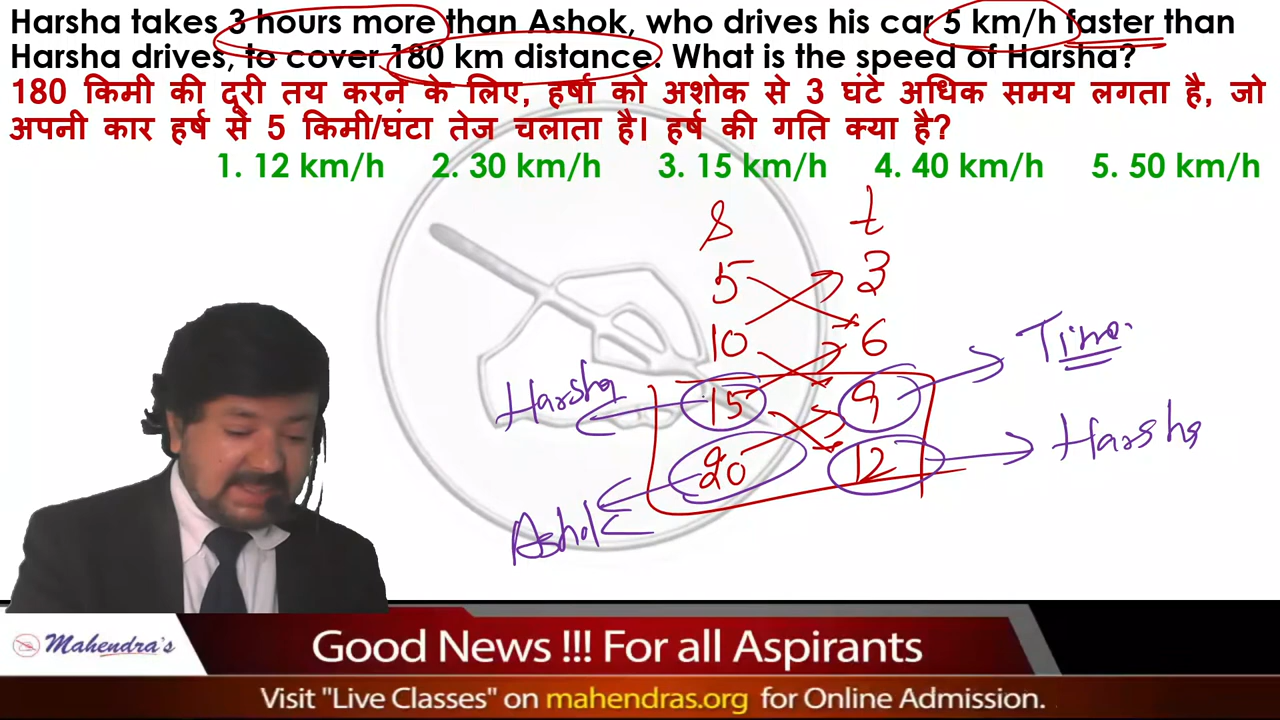 Harsha takes 3 hours more than Ashok, who drives his car 5 km/h faster than
Harsha drives, to cover 180 km distance. What is the speed of Harsha?
180 किमी की दूरी तय करने के लिए, हर्षा को अशोक से 3 घंटे अधिक समय लगता है, जो
अपनी कार हर्ष से 5 किमी/घंटा तेज चलाता है। हर्ष की गति क्या है?
1. 12 km/h 2. 30 km/h 3. 15 km/h 4. 40 km/h 5. 50 km/h
S t
5 3
10 6
Time
Harsha 15 9
20 12 Harsha
Ashok
Mahendra's
Good News !!! For all Aspirants
Visit "Live Classes" on mahendras.org for Online Admission.